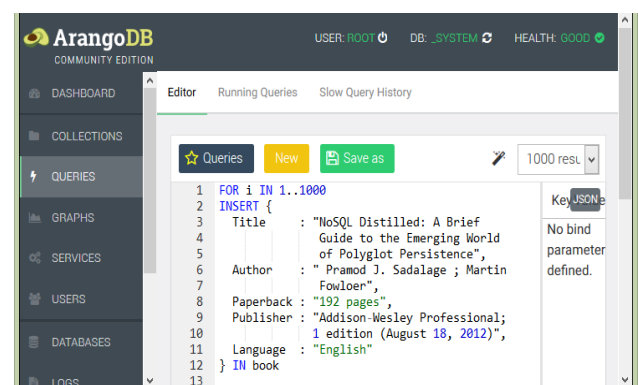 ArangoDB
COMMUNITY EDITION
USER: ROOT DB: _SYSTEM HEALTH: GOOD
DASHBOARD
COLLECTIONS
QUERIES
GRAPHS
SERVICES
USERS
DATABASES
LOGS
Editor Running Queries Slow Query History
Queries New Save as 1000 resu
1 FOR i IN 1..1000
2 INSERT {
3 Title : "NoSQL Distilled: A Brief
4 Guide to the Emerging World
5 of Polyglot Persistence",
6 Author : " Pramod J. Sadalage ; Martin
7 Fowloer",
8 Paperback : "192 pages",
9 Publisher : "Addison-Wesley Professional;
10 1 edition (August 18, 2012)",
11 Language : "English"
12 } IN book
13
Key JSON e
No bind
parameter
defined.